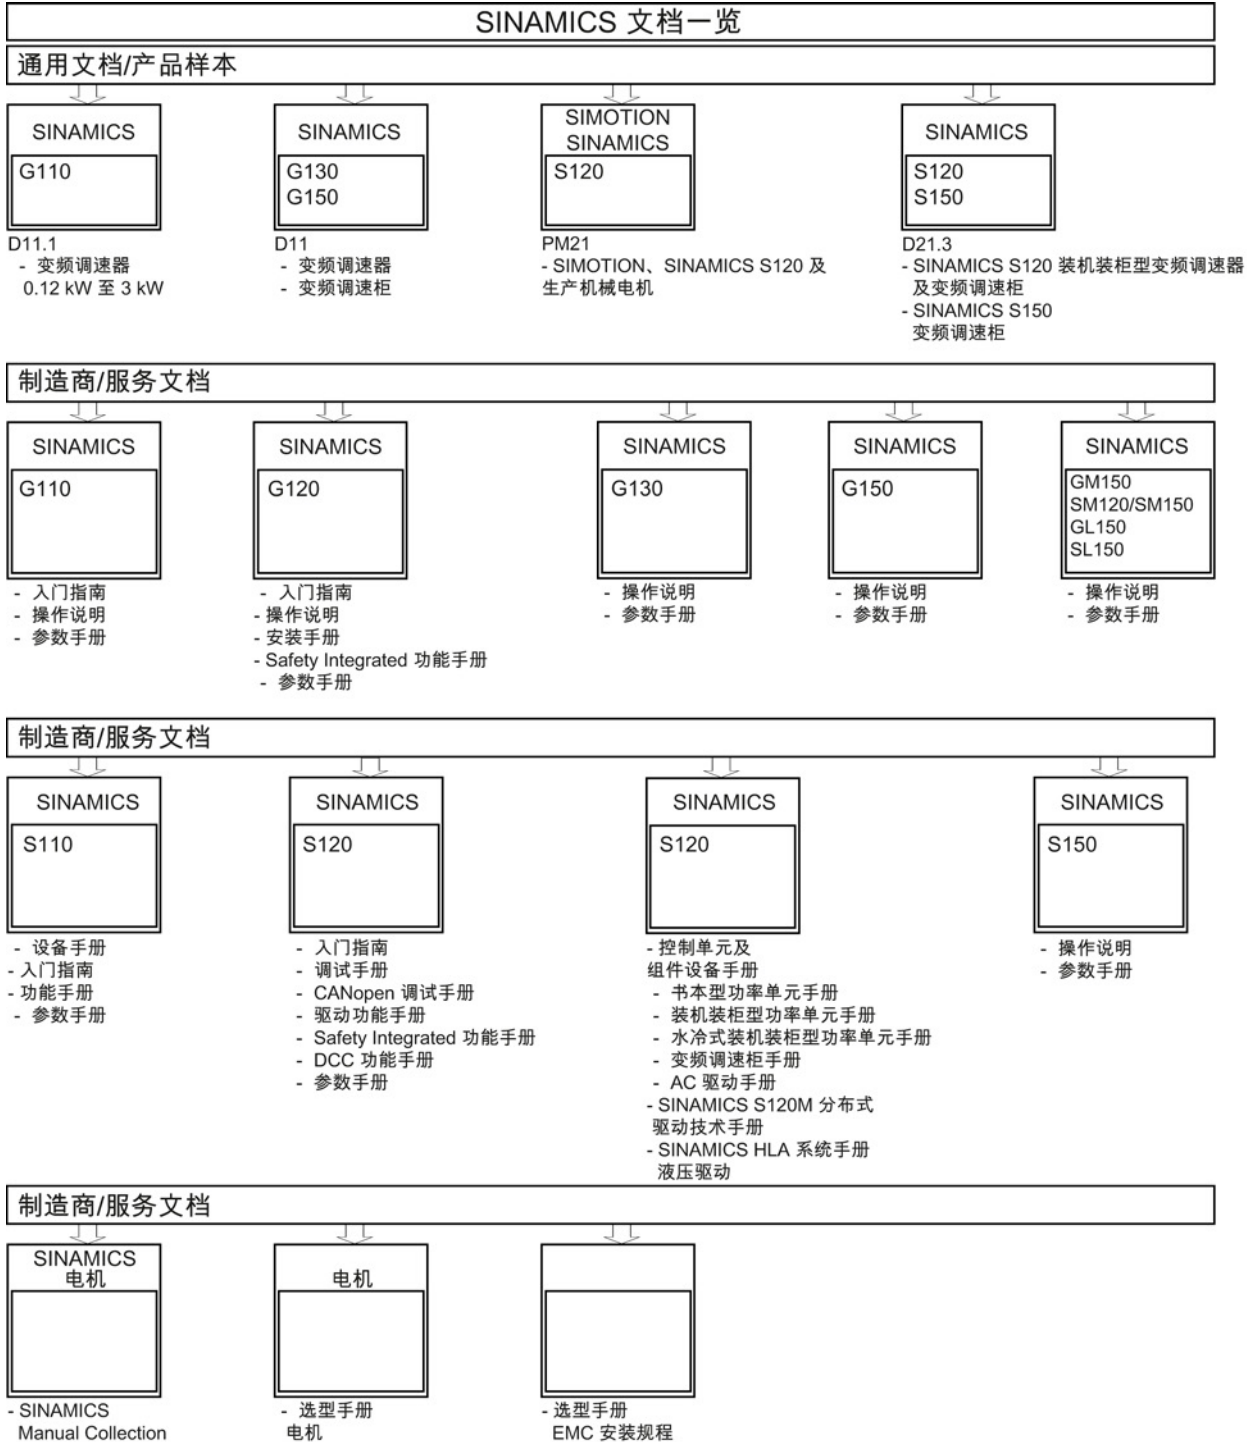 SINAMICS 文档一览
通用文档/产品样本
SINAMICS
G110
D11.1
- 变频调速器
0.12 kW 至 3 kW
SINAMICS
G130
G150
D11
- 变频调速器
- 变频调速柜
SIMOTION
SINAMICS
S120
PM21
- SIMOTION、SINAMICS S120 及
生产机械电机
SINAMICS
S120
S150
D21.3
- SINAMICS S120 装机装柜型变频调速器
及变频调速柜
- SINAMICS S150
变频调速柜
制造商/服务文档
SINAMICS
G110
- 入门指南
- 操作说明
- 参数手册
SINAMICS
G120
- 入门指南
- 操作说明
- 安装手册
- Safety Integrated 功能手册
- 参数手册
SINAMICS
G130
- 操作说明
- 参数手册
SINAMICS
G150
- 操作说明
- 参数手册
SINAMICS
GM150
SM120/SM150
GL150
SL150
- 操作说明
- 参数手册
制造商/服务文档
SINAMICS
S110
- 设备手册
- 入门指南
- 功能手册
- 参数手册
SINAMICS
S120
- 入门指南
- 调试手册
- CANopen 调试手册
- 驱动功能手册
- Safety Integrated 功能手册
- DCC 功能手册
- 参数手册
SINAMICS
S120
- 控制单元及
组件设备手册
- 书本型功率单元手册
- 装机装柜型功率单元手册
- 水冷式装机装柜型功率单元手册
- 变频调速柜手册
- AC 驱动手册
- SINAMICS S120M 分布式
驱动技术手册
- SINAMICS HLA 系统手册
液压驱动
SINAMICS
S150
- 操作说明
- 参数手册
制造商/服务文档
SINAMICS
电机
- SINAMICS
Manual Collection
电机
- 选型手册
电机
- 选型手册
EMC 安装规程